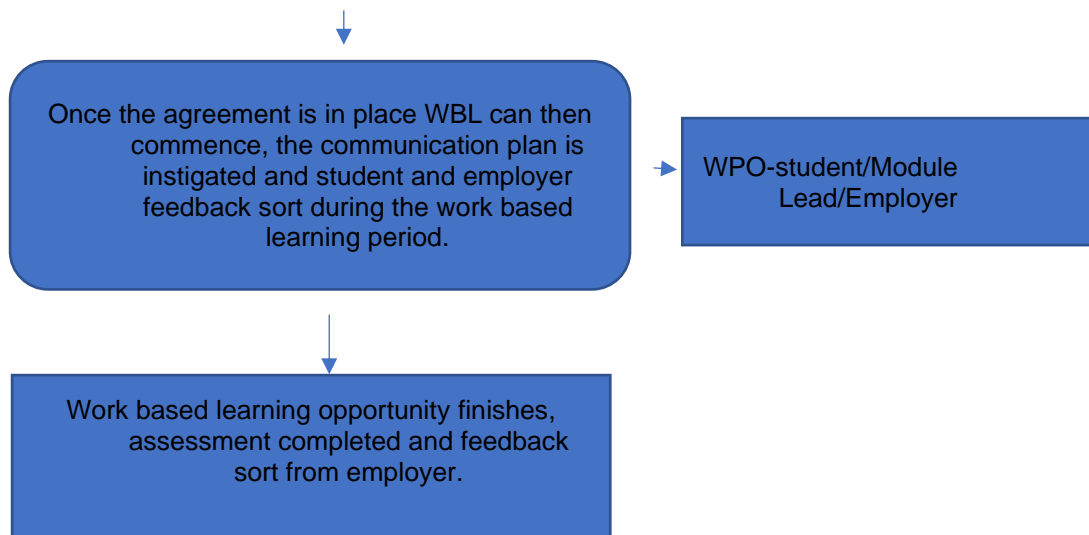 Once the agreement is in place WBL can then
commence, the communication plan is
instigated and student and employer
feedback sort during the work based
learning period.
WPO-student/Module
Lead/Employer
Work based learning opportunity finishes,
assessment completed and feedback
sort from employer.